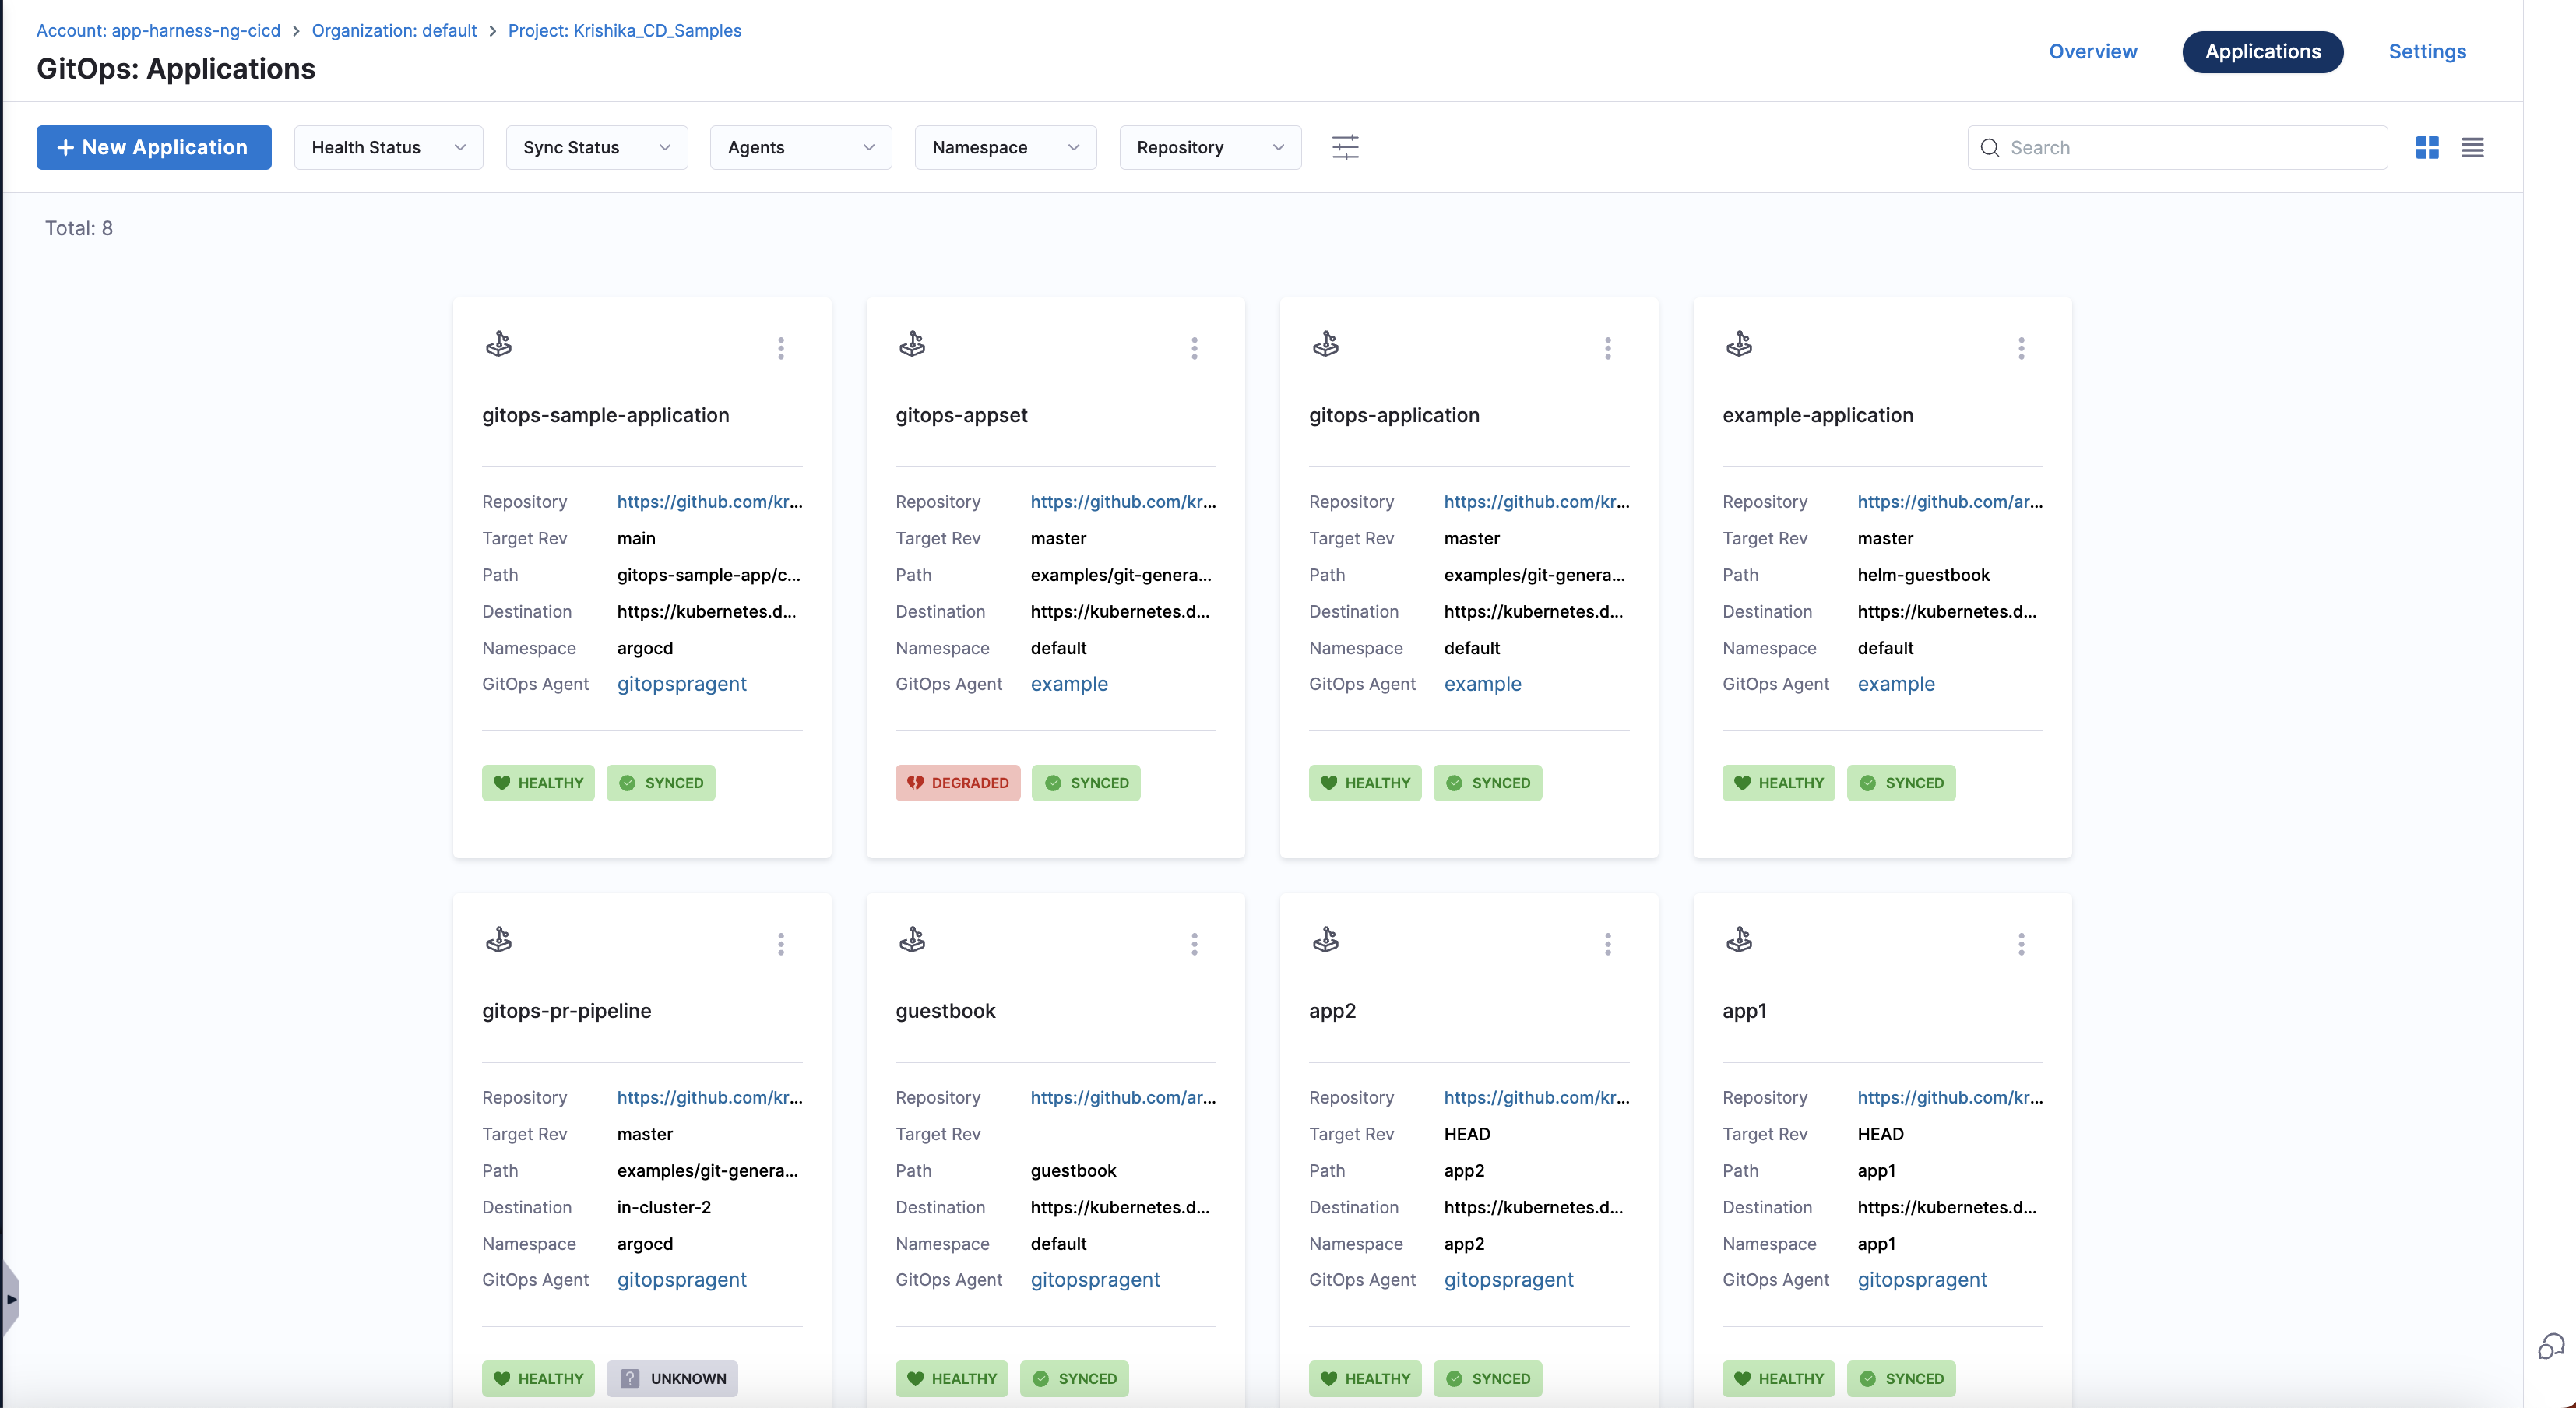 Account: app-harness-ng-cicd > Organization: default > Project: Krishika_CD_Samples
GitOps: Applications
Overview
Applications
Settings
+ New Application
Health Status
Sync Status
Agents
Namespace
Repository
Search
Total: 8
gitops-sample-application
Repository https://github.com/kr...
Target Rev main
Path gitops-sample-app/c...
Destination https://kubernetes.d...
Namespace argocd
GitOps Agent gitopspragent
HEALTHY SYNCED
gitops-appset
Repository https://github.com/kr...
Target Rev master
Path examples/git-genera...
Destination https://kubernetes.d...
Namespace default
GitOps Agent example
DEGRADED SYNCED
gitops-application
Repository https://github.com/kr...
Target Rev master
Path examples/git-genera...
Destination https://kubernetes.d...
Namespace default
GitOps Agent example
HEALTHY SYNCED
example-application
Repository https://github.com/ar...
Target Rev master
Path helm-guestbook
Destination https://kubernetes.d...
Namespace default
GitOps Agent example
HEALTHY SYNCED
gitops-pr-pipeline
Repository https://github.com/kr...
Target Rev master
Path examples/git-genera...
Destination in-cluster-2
Namespace argocd
GitOps Agent gitopspragent
HEALTHY ? UNKNOWN
guestbook
Repository https://github.com/ar...
Target Rev
Path guestbook
Destination https://kubernetes.d...
Namespace default
GitOps Agent gitopspragent
HEALTHY SYNCED
app2
Repository https://github.com/kr...
Target Rev HEAD
Path app2
Destination https://kubernetes.d...
Namespace app2
GitOps Agent gitopspragent
HEALTHY SYNCED
app1
Repository https://github.com/kr...
Target Rev HEAD
Path app1
Destination https://kubernetes.d...
Namespace app1
GitOps Agent gitopspragent
HEALTHY SYNCED